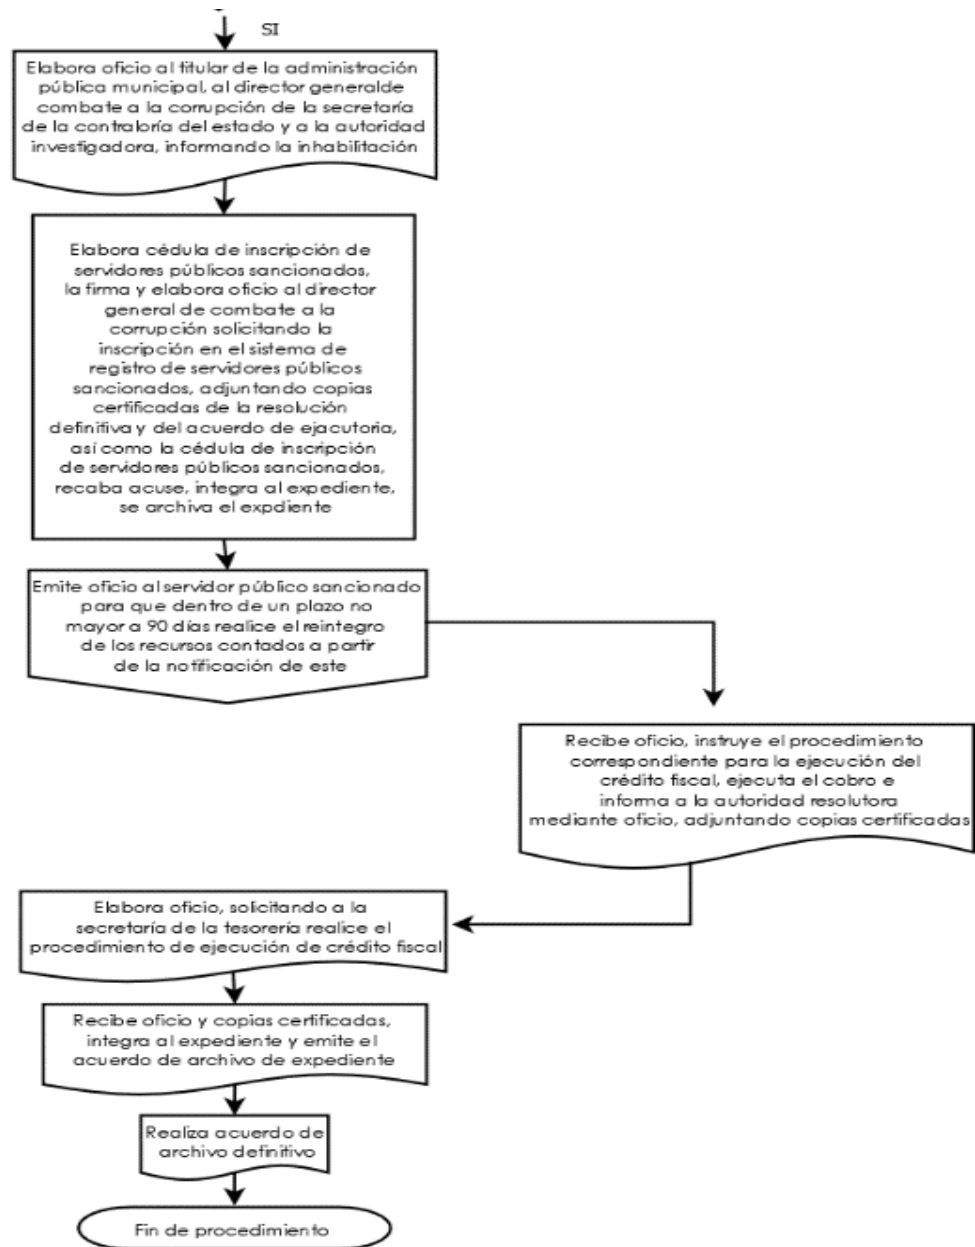 SI
Elabora oficio al titular de la administración
pública municipal, al director generalde
combate a la corrupción de la secretaría
de la contraloría del estado y a la autoridad
investigadora, informando la inhabilitación
Elabora cédula de inscripción de
servidores públicos sancionados,
la firma y elabora oficio al director
general de combate a la
corrupción solicitando la
inscripción en el sistema de
registro de servidores públicos
sancionados, adjuntando copias
certificadas de la resolución
definitiva y del acuerdo de ejacutoria,
así como la cédula de inscripción
de servidores públicos sancionados,
recaba acuse, integra al expediente,
se archiva el expdiente
Emite oficio al servidor público sancionado
para que dentro de un plazo no
mayor a 90 días realice el reintegro
de los recursos contados a partir
de la notificación de este
Recibe oficio, instruye el procedimiento
correspondiente para la ejecución del
crédito fiscal, ejecuta el cobro e
informa a la autoridad resolutora
mediante oficio, adjuntando copias certificadas
Elabora oficio, solicitando a la
secretaría de la tesorería realice el
procedimiento de ejecución de crédito fiscal
Recibe oficio y copias certificadas,
integra al expediente y emite el
acuerdo de archivo de expediente
Realiza acuerdo de
archivo definitivo
Fin de procedimiento